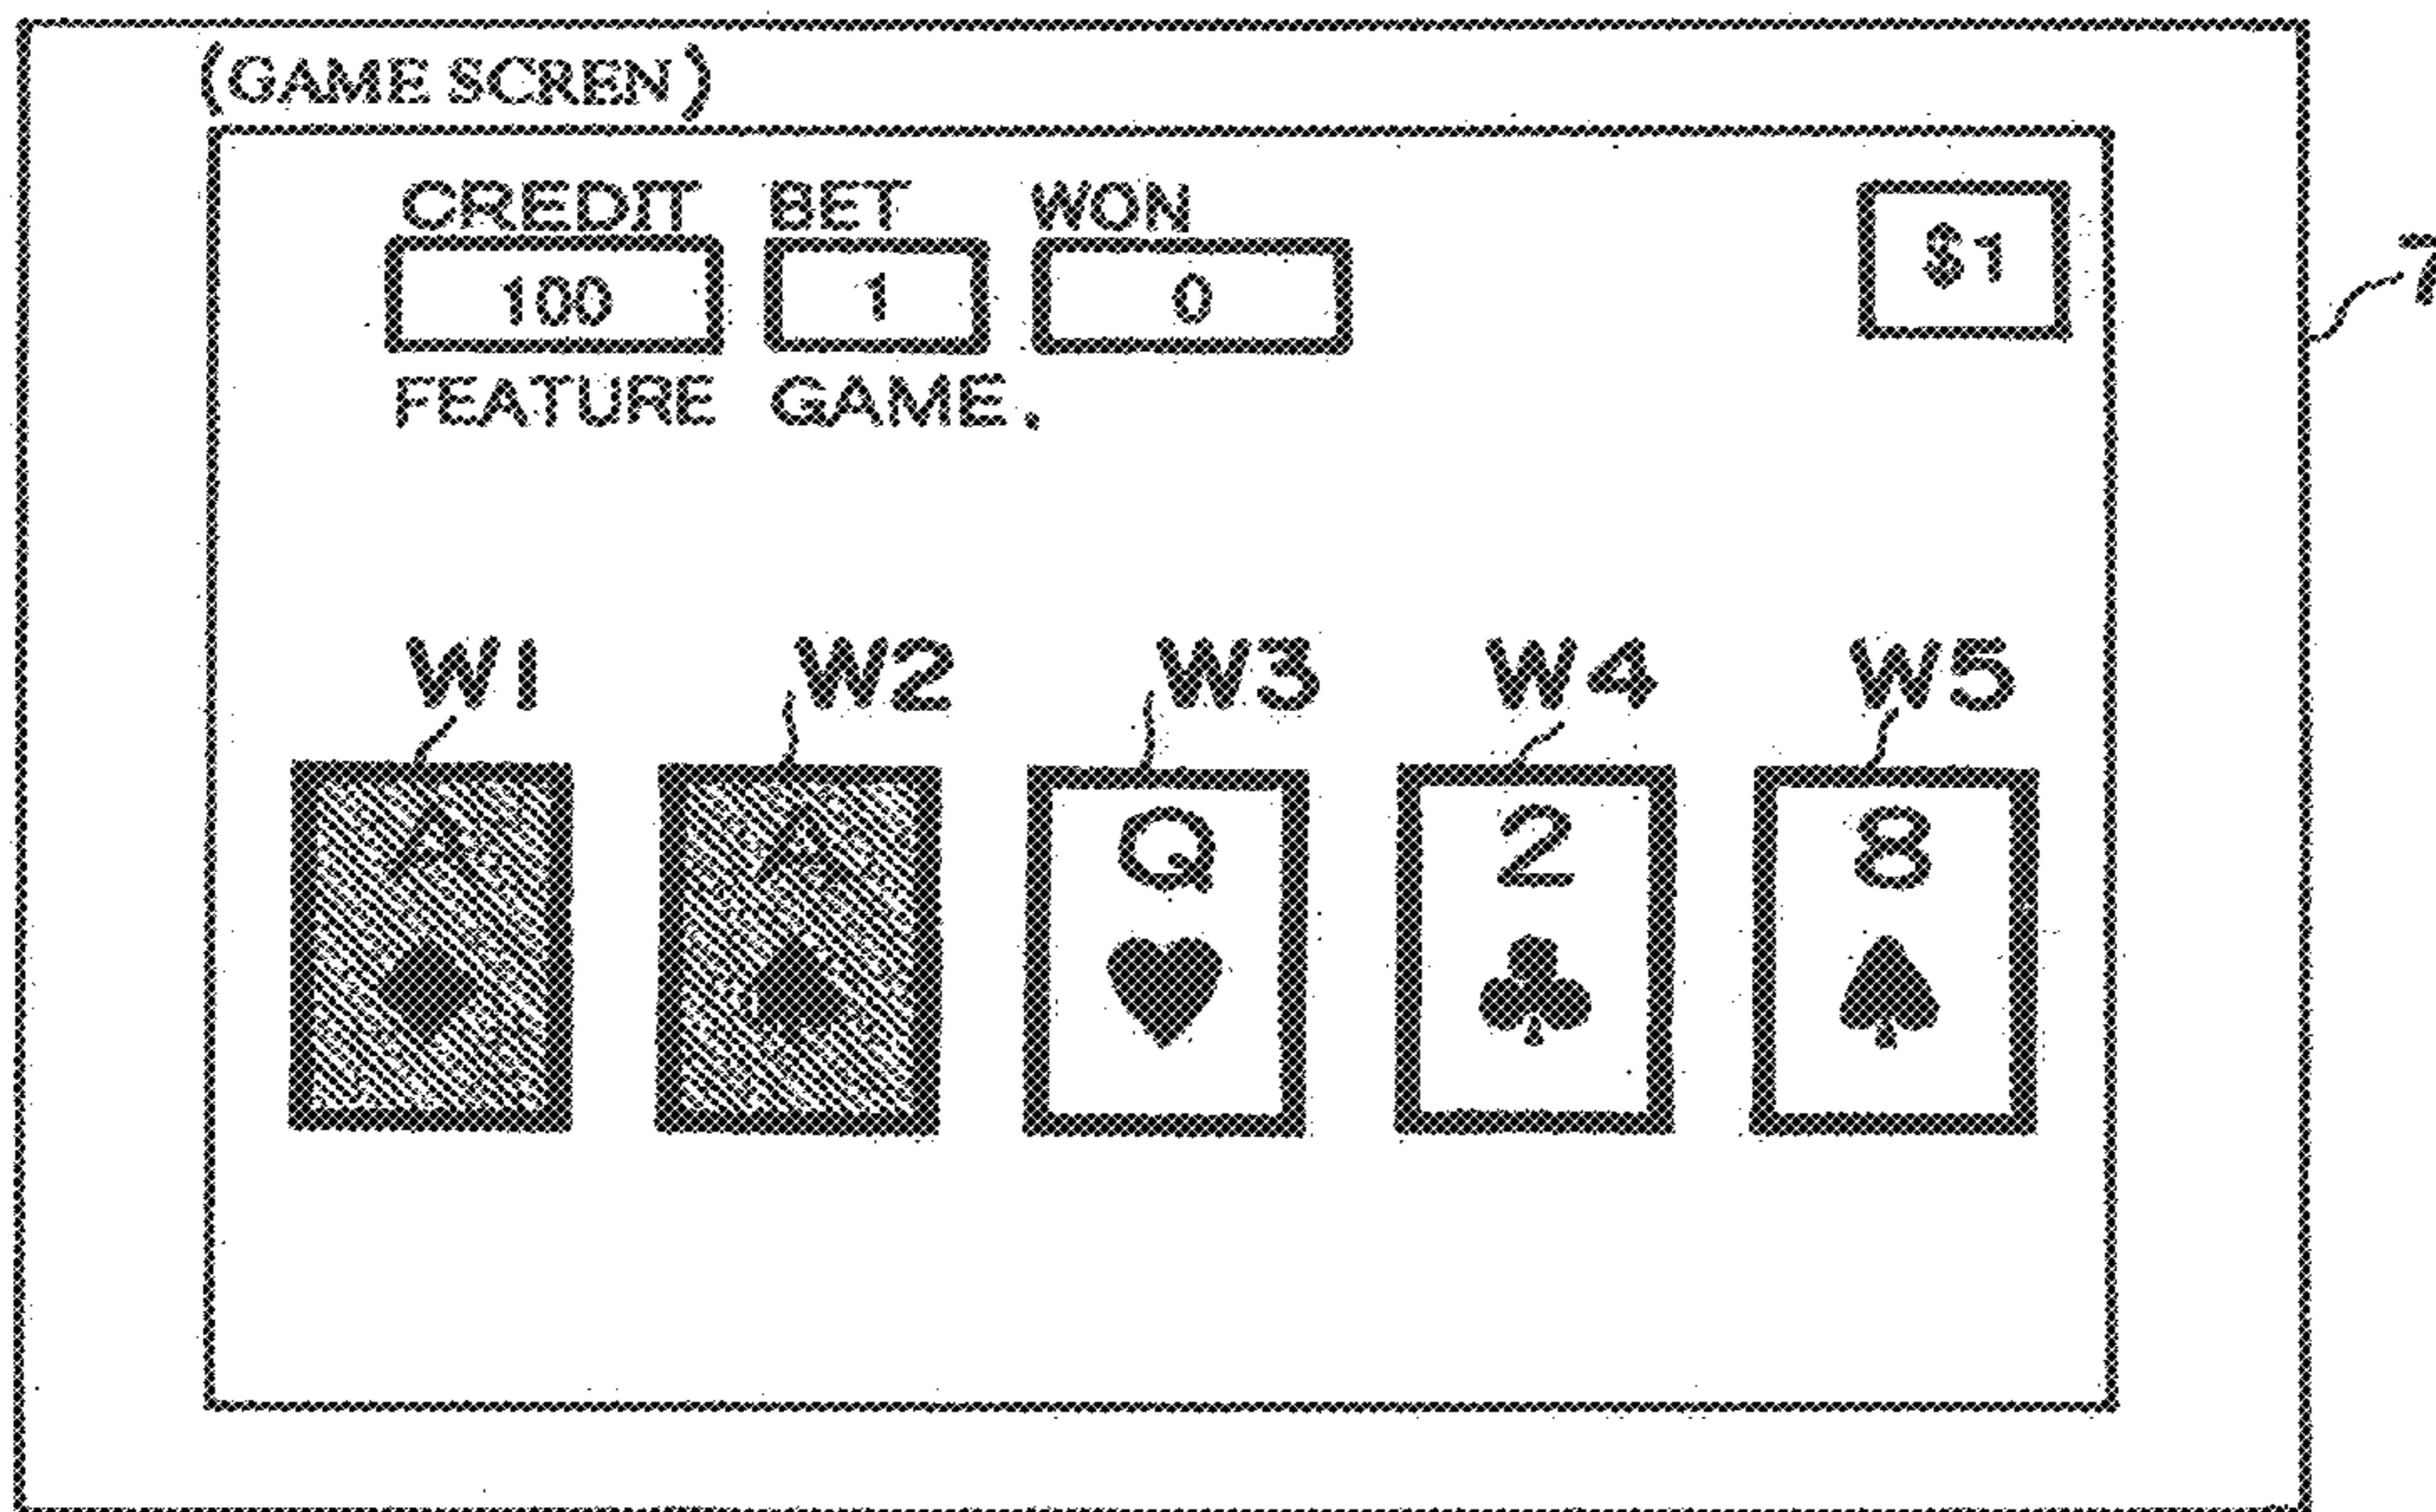 (GAME SCREN)
CREDIT BET WON
$1
100 1 0
7
FEATURE GAME.
W1 W2 W3 W4 W5
A A Q 2 8